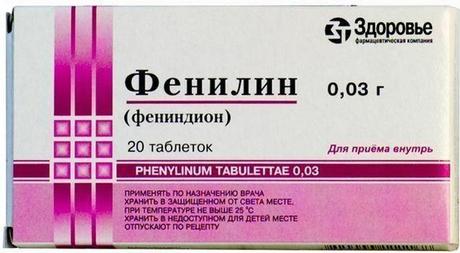 ЗТ Здоровье
фармацевтическая компания
Фенилин 0,03 г
(фениндион)
20 таблеток
Для приёма внутрь
PHENYLINUM TABULETTAE 0,03
ПРИМЕНЯТЬ ПО НАЗНАЧЕНИЮ ВРАЧА
ХРАНИТЬ В ЗАЩИЩЕННОМ ОТ СВЕТА МЕСТЕ,
ПРИ ТЕМПЕРАТУРЕ НЕ ВЫШЕ 25 °С
ХРАНИТЬ В НЕДОСТУПНОМ ДЛЯ ДЕТЕЙ МЕСТЕ
ОТПУСКАЮТ ПО РЕЦЕПТУ